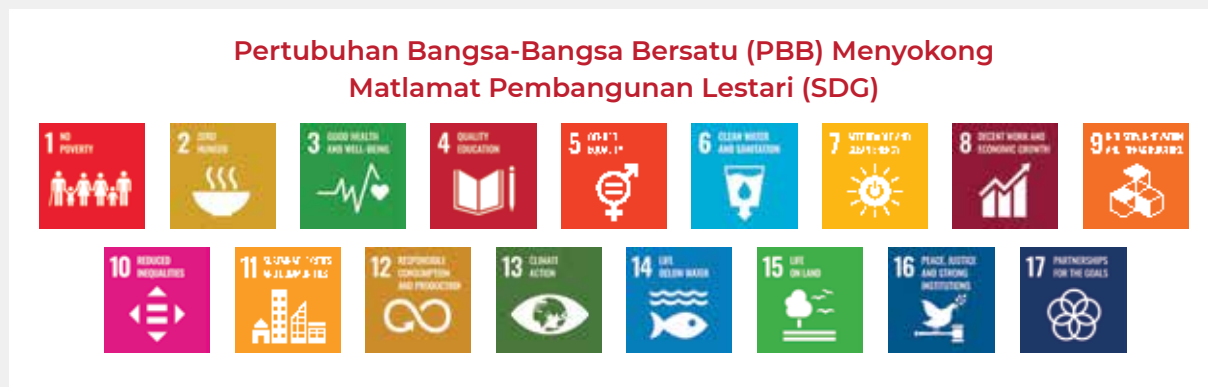 Pertubuhan Bangsa-Bangsa Bersatu (PBB) Menyokong
Matlamat Pembangunan Lestari (SDG)
1 NO
POVERTY
2 ZERO
HUNGER
3 GOOD HEALTH
AND WELL-BEING
4 QUALITY
EDUCATION
5
6 CLEAN WATER
AND SANITATION
7
8 DECENT WORK AND
ECONOMIC GROWTH
9
10 REDUCED
INEQUALITIES
11
12 RESPONSIBLE
CONSUMPTION
AND PRODUCTION
13 CLIMATE
ACTION
14 LIFE
BELOW WATER
15 LIFE
ON LAND
16 PEACE, JUSTICE
AND STRONG
INSTITUTIONS
17 PARTNERSHIPS
FOR THE GOALS